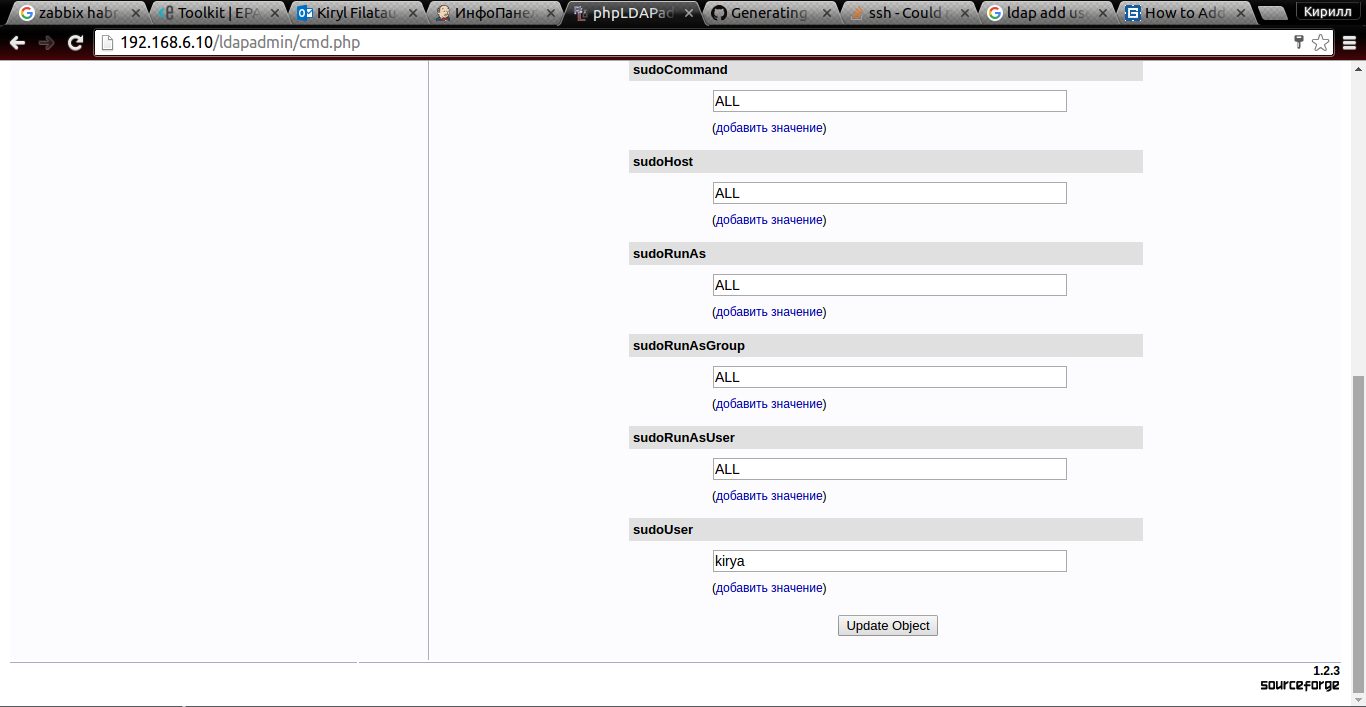 zabbix habr
Toolkit | EPA
Kiryl Filatau
ИнфоПанел
phpLDAPad
Generating
ssh - Could n
ldap add use
How to Add
Кирилл
192.168.6.10/ldapadmin/cmd.php
sudoCommand
ALL
(добавить значение)
sudoHost
ALL
(добавить значение)
sudoRunAs
ALL
(добавить значение)
sudoRunAsGroup
ALL
(добавить значение)
sudoRunAsUser
ALL
(добавить значение)
sudoUser
kirya
(добавить значение)
Update Object
1.2.3
sourceforge